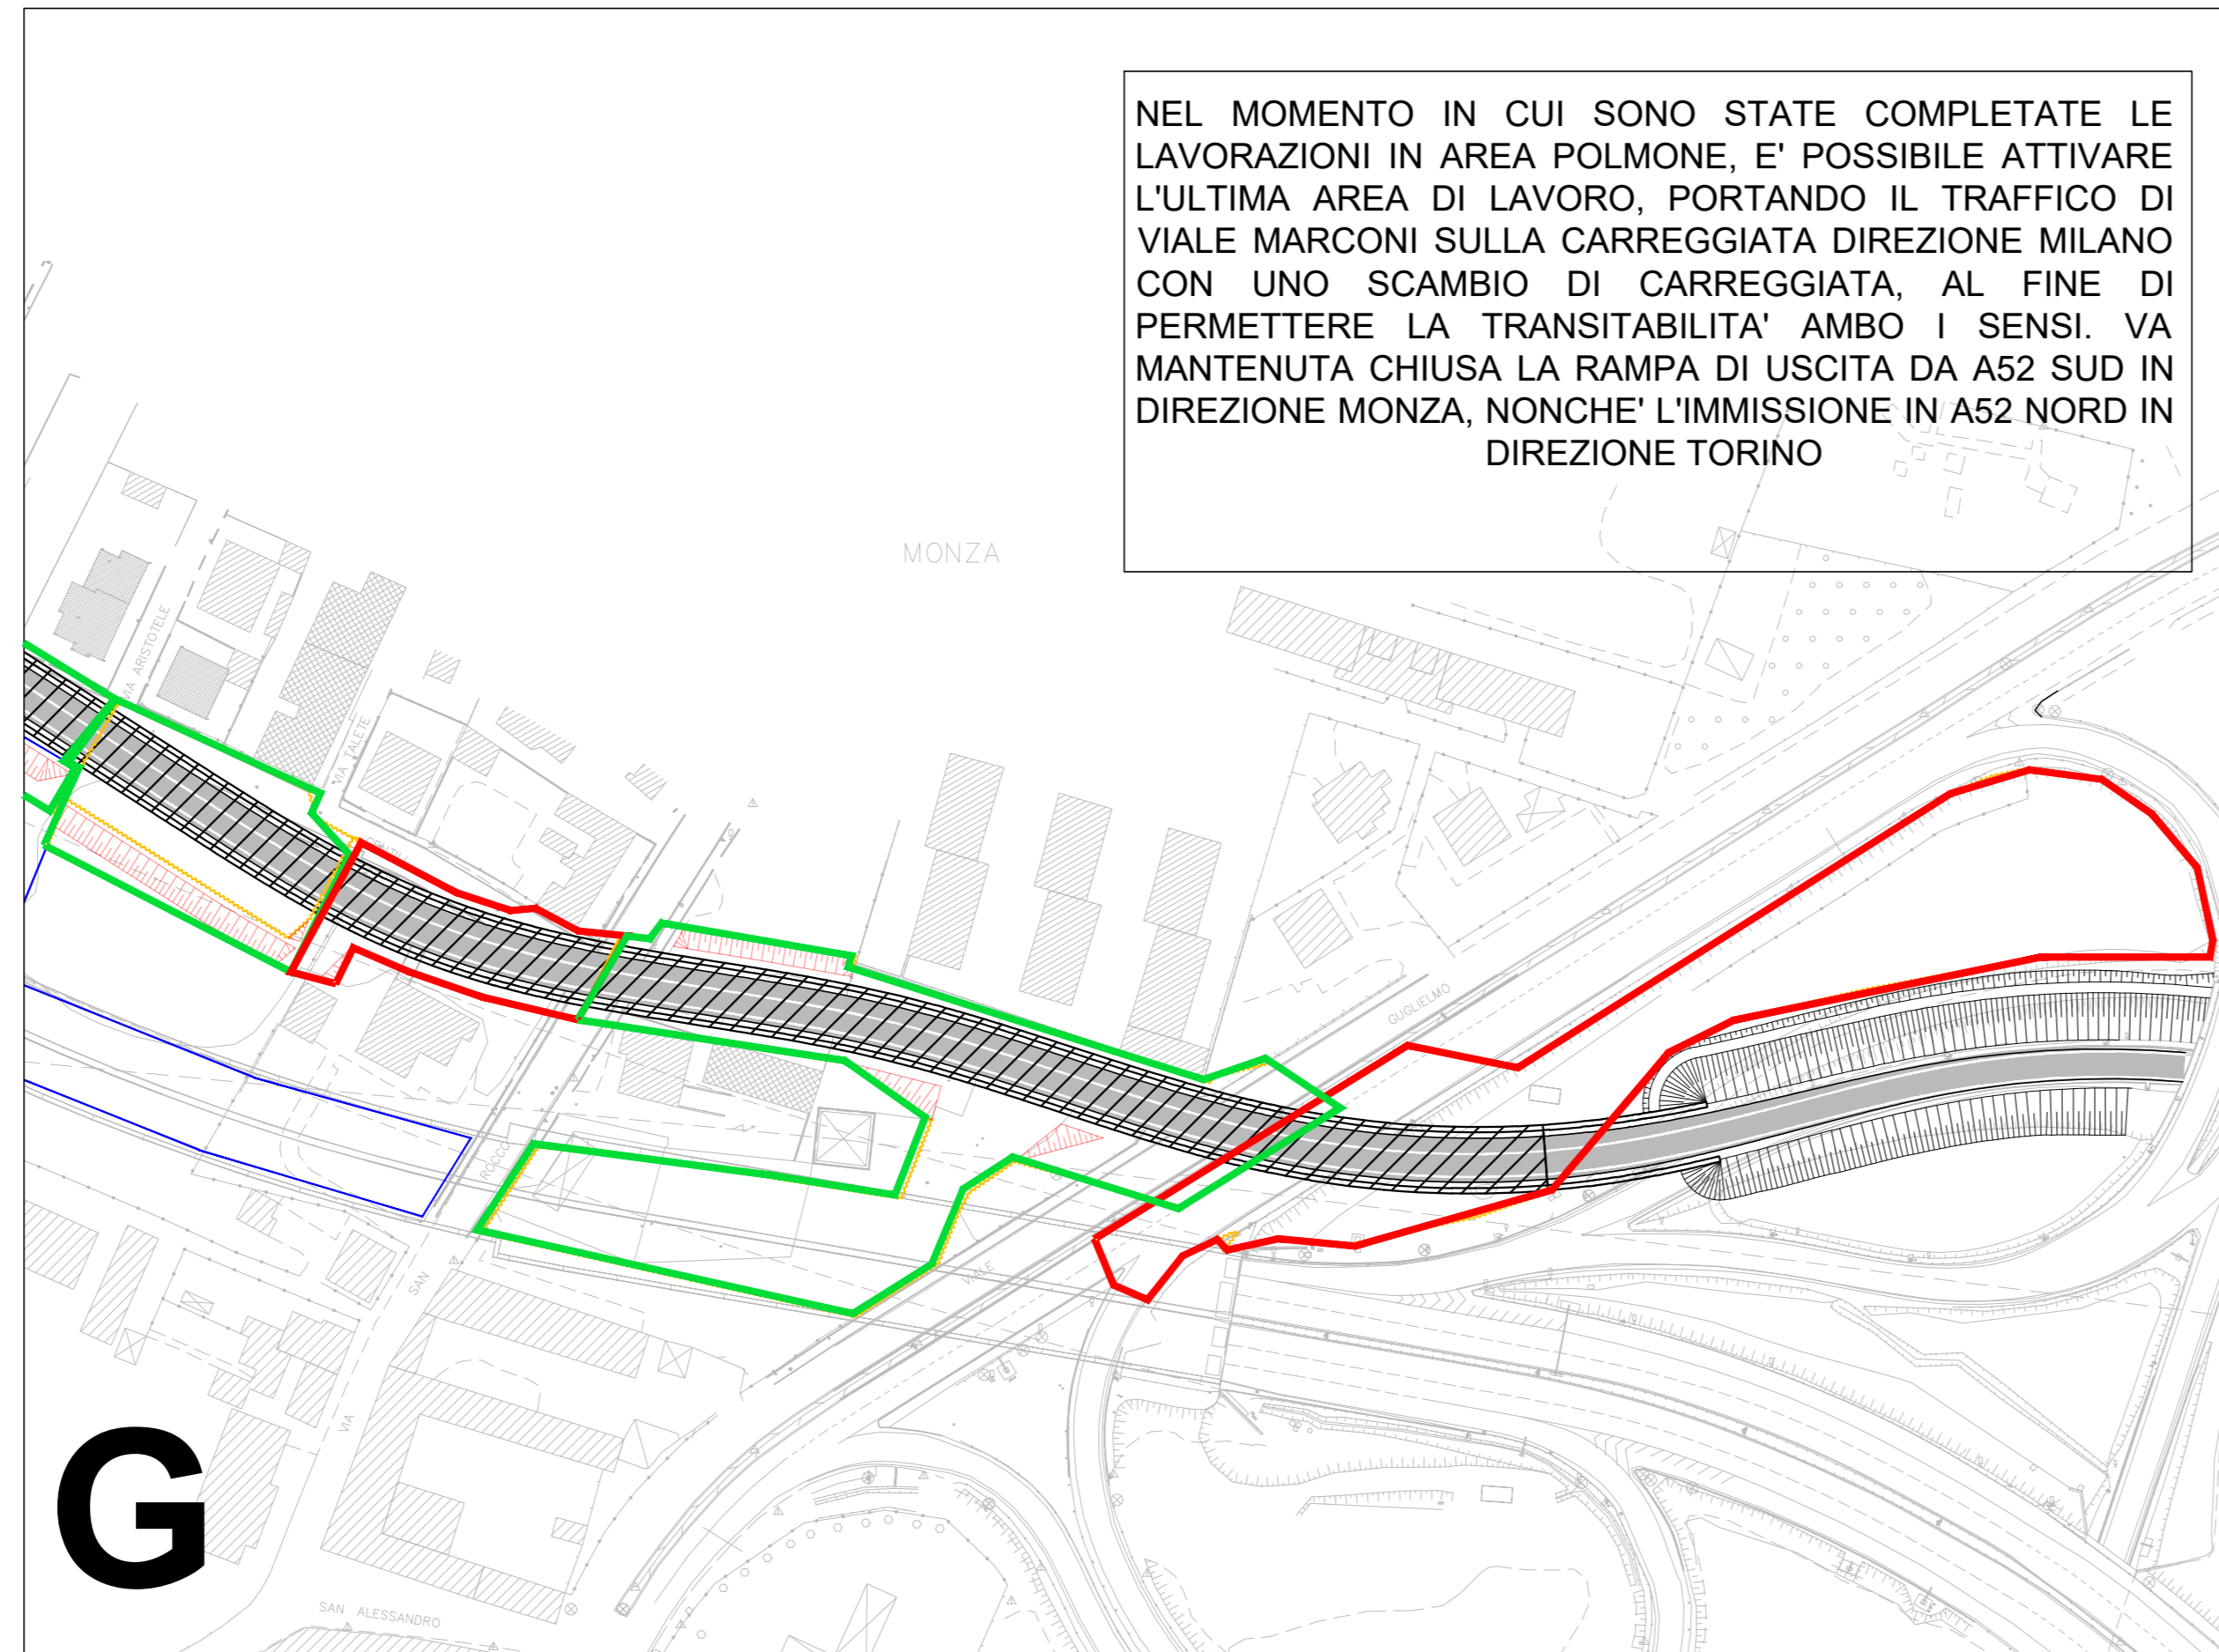 NEL MOMENTO IN CUI SONO STATE COMPLETATE LE
LAVORAZIONI IN AREA POLMONE, E' POSSIBILE ATTIVARE
L'ULTIMA AREA DI LAVORO, PORTANDO IL TRAFFICO DI
VIALE MARCONI SULLA CARREGGIATA DIREZIONE MILANO
CON UNO SCAMBIO DI CARREGGIATA, AL FINE DI
PERMETTERE LA TRANSITABILITA' AMBO I SENSI. VA
MANTENUTA CHIUSA LA RAMPA DI USCITA DA A52 SUD IN
DIREZIONE MONZA, NONCHE' L'IMMISSIONE IN A52 NORD IN
DIREZIONE TORINO
MONZA
VIA ARISTOTELE
VIA TALETE
GUGLIELMO
VIALE
ROCCO
SAN
VIA
SAN ALESSANDRO
G